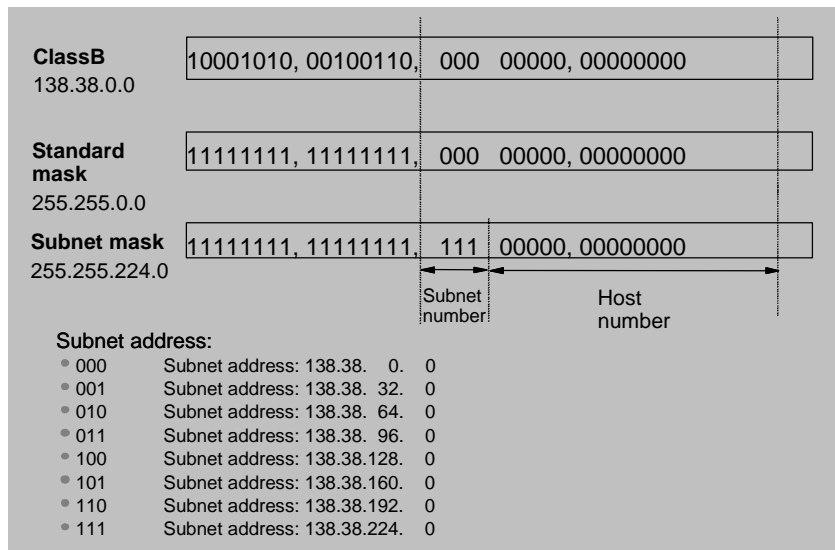 ClassB 10001010, 00100110, 000 00000, 00000000
138.38.0.0
Standard mask 11111111, 11111111, 000 00000, 00000000
255.255.0.0
Subnet mask 11111111, 11111111, 111 00000, 00000000
255.255.224.0
Subnet number
Host number
Subnet address:
000 Subnet address: 138.38. 0. 0
001 Subnet address: 138.38. 32. 0
010 Subnet address: 138.38. 64. 0
011 Subnet address: 138.38. 96. 0
100 Subnet address: 138.38.128. 0
101 Subnet address: 138.38.160. 0
110 Subnet address: 138.38.192. 0
111 Subnet address: 138.38.224. 0